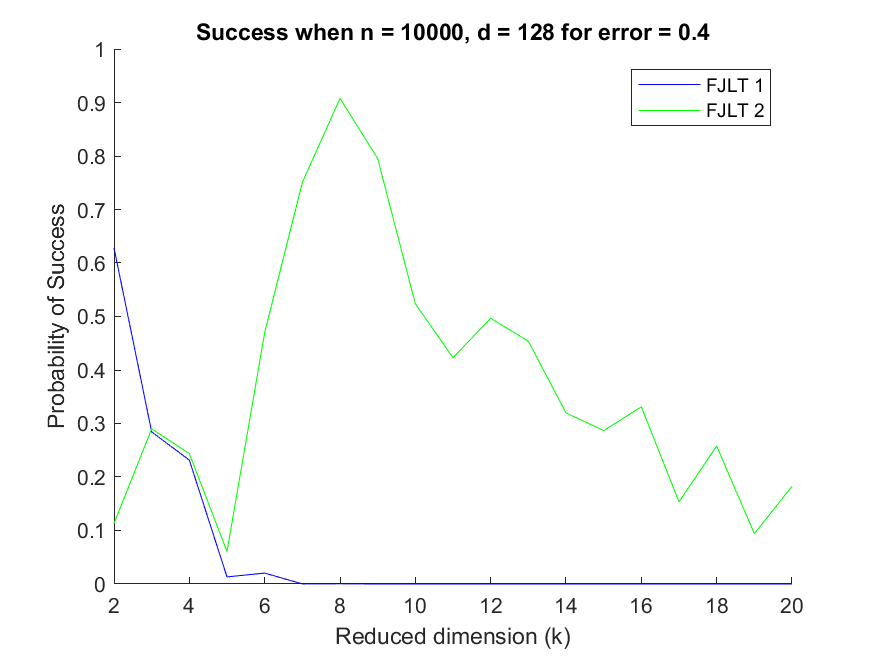 Success when n = 10000, d = 128 for error = 0.4
FJLT 1
FJLT 2
Probability of Success
1
0.9
0.8
0.7
0.6
0.5
0.4
0.3
0.2
0.1
0
2 4 6 8 10 12 14 16 18 20
Reduced dimension (k)